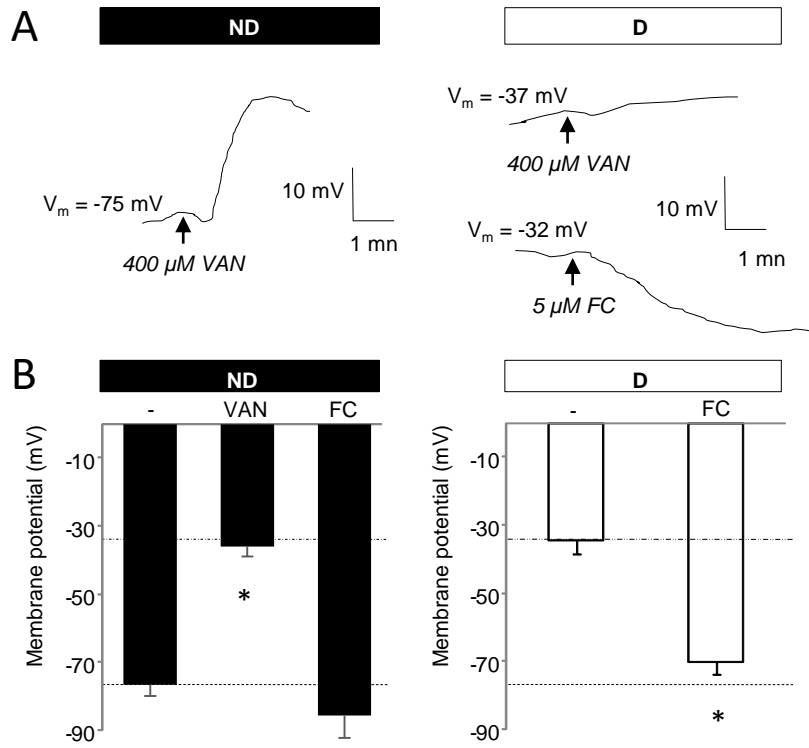 A
ND
D
Vm = -75 mV
400 µM VAN
10 mV
1 mn
Vm = -37 mV
400 µM VAN
10 mV
1 mn
Vm = -32 mV
5 µM FC
B
ND
D
- VAN FC
- FC
Membrane potential (mV)
-10
-30
-50
-70
-90
*
Membrane potential (mV)
-10
-30
-50
-70
-90
*